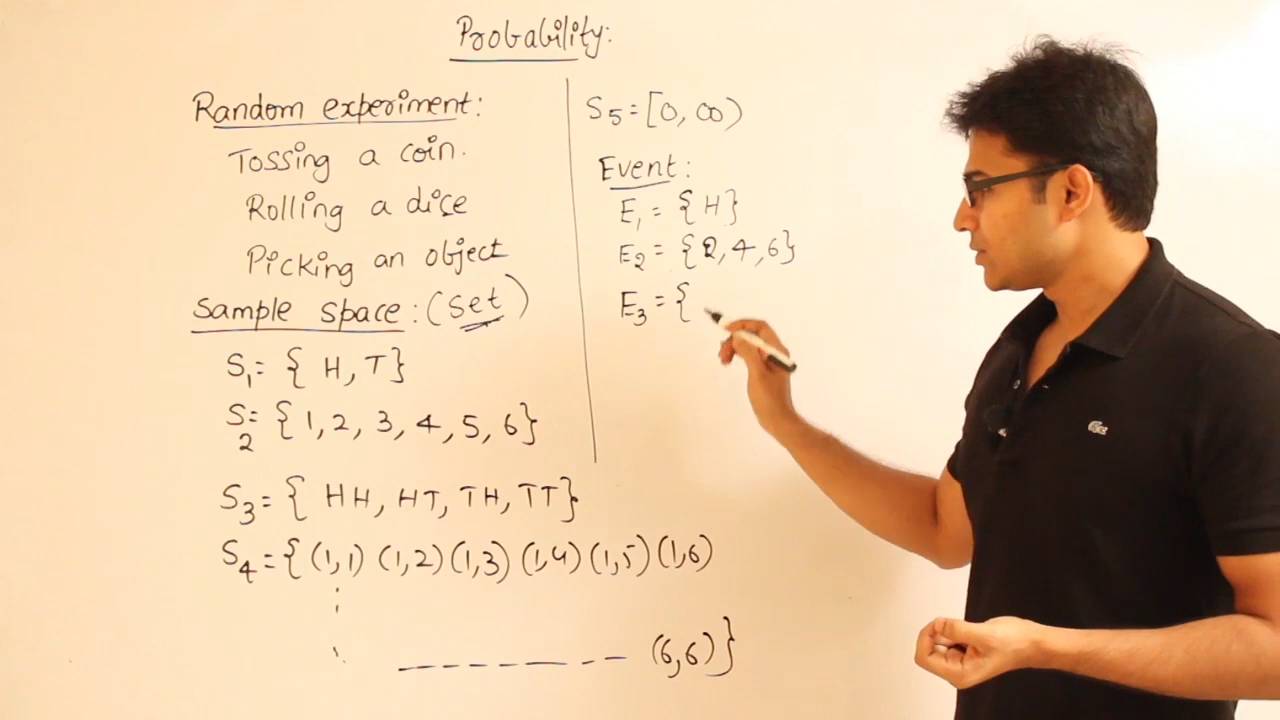 Probability:
Random experiment:
Tossing a coin.
Rolling a dice
Picking an object
Sample space: (Set)
S₁= { H, T}
S₂= { 1, 2, 3, 4, 5, 6}
S₃= { HH, HT, TH, TT}
S₄= { (1,1) (1,2) (1,3) (1,4) (1,5) (1,6)
(6,6)}
S₅= [0, ∞)
Event:
E₁ = {H}
E₂ = {2, 4, 6}
E₃ = {